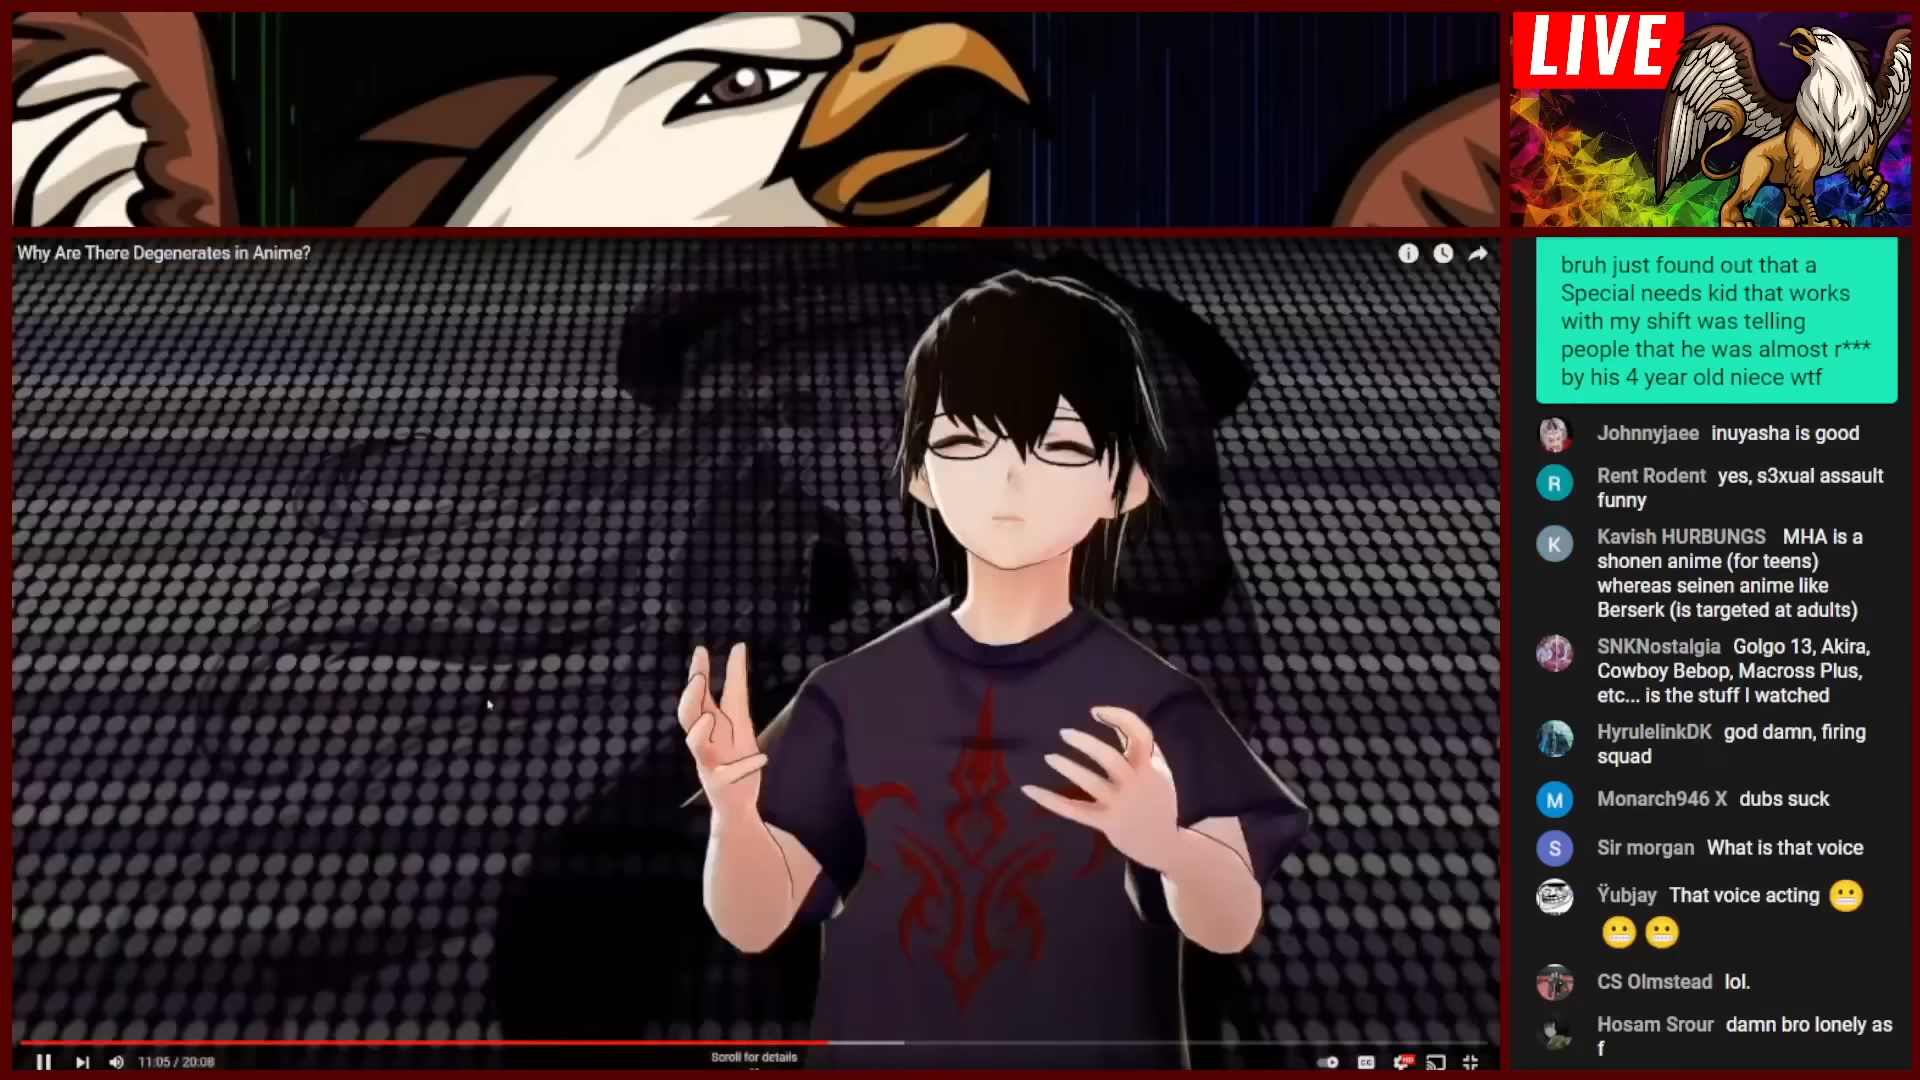 LIVE
Why Are There Degenerates in Anime?
bruh just found out that a
Special needs kid that works
with my shift was telling
people that he was almost r***
by his 4 year old niece wtf
Johnnyjaee inuyasha is good
R Rent Rodent yes, s3xual assault
funny
K Kavish HURBUNGS MHA is a
shonen anime (for teens)
whereas seinen anime like
Berserk (is targeted at adults)
SNKNostalgia Golgo 13, Akira,
Cowboy Bebop, Macross Plus,
etc... is the stuff I watched
HyrulelinkDK god damn, firing
squad
M Monarch946 X dubs suck
S Sir morgan What is that voice
Ÿubjay That voice acting 😬
😬 😬
CS Olmstead lol.
Hosam Srour damn bro lonely as
f
11:05 / 20:08
Scroll for details
CC
HD